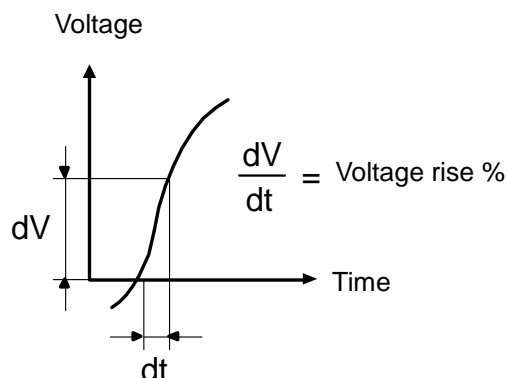 Voltage
dV
dt
= Voltage rise %
dV
Time
dt